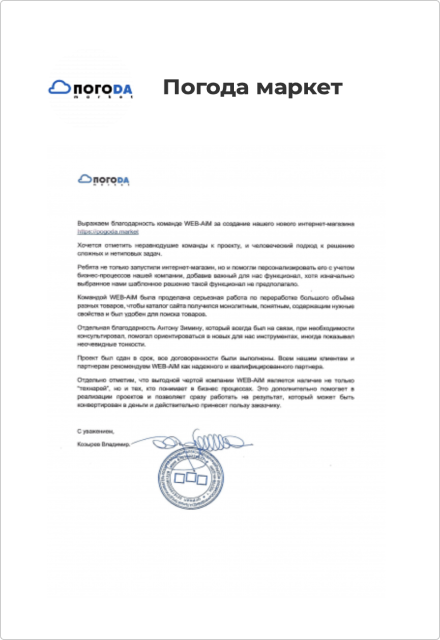 ПОГОDA
market
Погода маркет
ПОГОDA
market
Выражаем благодарность команде WEB-AiM за создание нашего нового интернет-магазина
https://pogoda.market
Хочется отметить неравнодушие команды к проекту, и человеческий подход к решению
сложных и нетиповых задач.
Ребята не только запустили интернет-магазин, но и помогли персонализировать его с учетом
бизнес-процессов нашей компании, добавив важный для нас функционал, хотя изначально
выбранное нами шаблонное решение такой функционал не предполагало.
Командой WEB-AiM была проделана серьезная работа по переработке большого объёма
разных товаров, чтобы каталог сайта получился монолитным, понятным, содержащим нужные
свойства и был удобен для поиска товаров.
Отдельная благодарность Антону Зимину, который всегда был на связи, при необходимости
консультировал, помогал ориентироваться в новых для нас инструментах, иногда показывал
неочевидные тонкости.
Проект был сдан в срок, все договоренности были выполнены. Всем нашим клиентам и
партнерам рекомендуем WEB-AiM как надежного и квалифицированного партнера.
Отдельно отметим, что выгодной чертой компании WEB-AiM является наличие не только
"технарей", но и тех, кто понимает в бизнес процессах. Это дополнительно помогает в
реализации проектов и позволяет сразу работать на результат, который может быть
конвертирован в деньги и действительно принесет пользу заказчику.
С уважением,
Козырев Владимир.